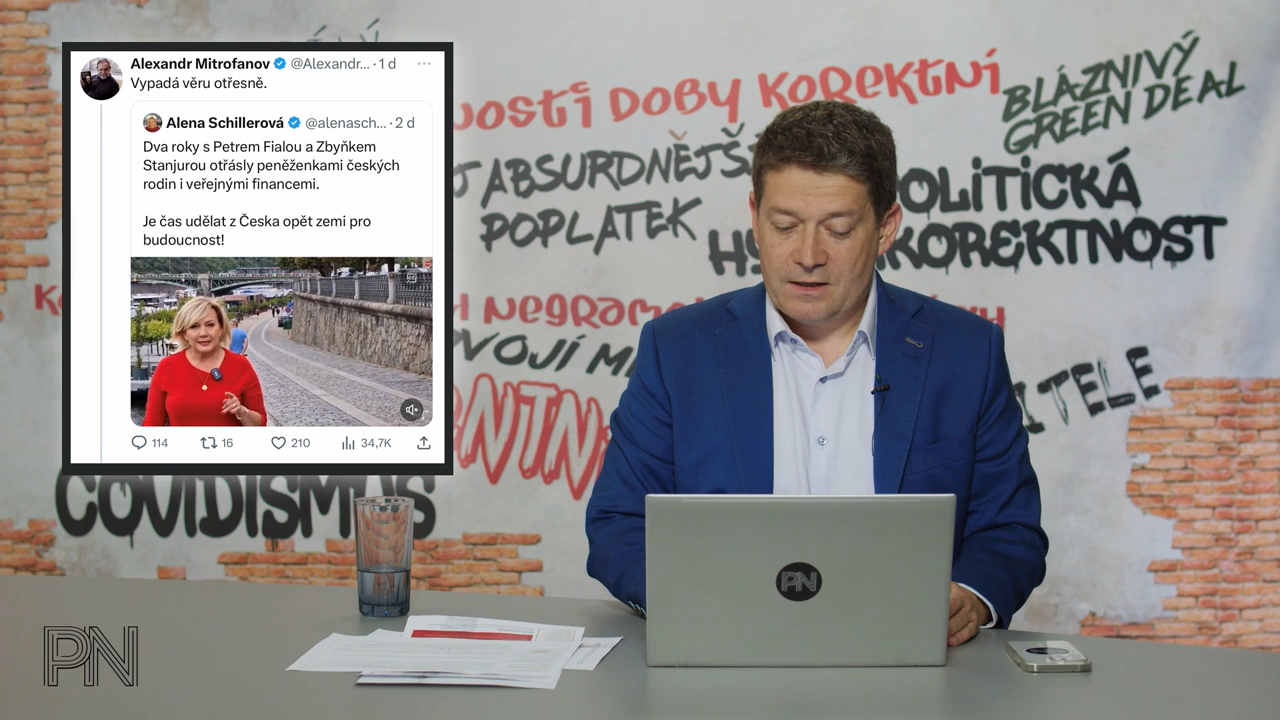 Alexandr Mitrofanov @Alexandr... · 1 d
Vypadá věru otřesně.
Alena Schillerová @alenasch... · 2 d
Dva roky s Petrem Fialou a Zbyňkem
Stanjurou otřásly peněženkami českých
rodin i veřejnými financemi.
Je čas udělat z Česka opět zemi pro
budoucnost!
114 16 210 34,7K
DOBY KOREKTNÍ
BLÁZNIVÝ
GREEN DEAL
POPLATEK
POLITICKÁ
KOREKTNOST
COVIDISMUS
PN
PN